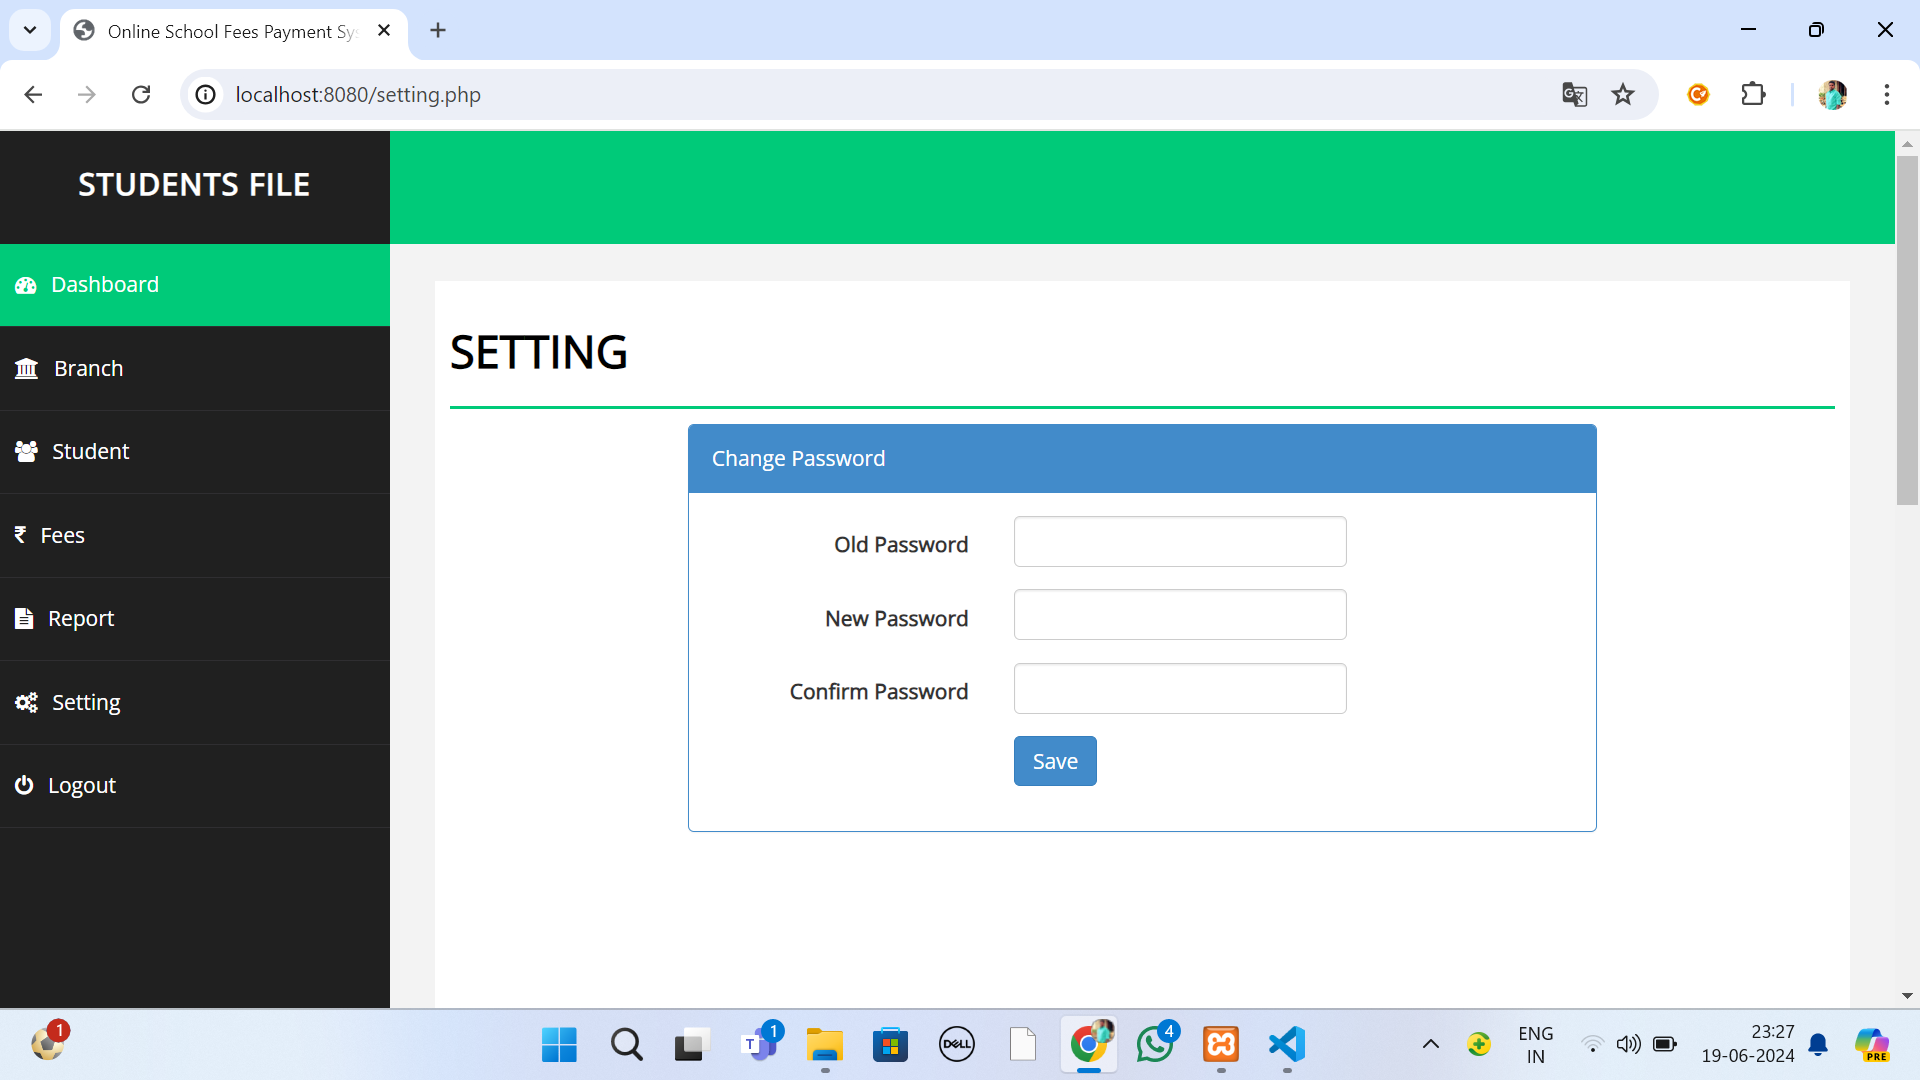 Online School Fees Payment Sy
localhost:8080/setting.php
STUDENTS FILE
Dashboard
Branch
Student
₹ Fees
Report
Setting
Logout
SETTING
Change Password
Old Password
New Password
Confirm Password
Save
1
T
1
DELL
4
ENG
IN
23:27
19-06-2024
PRE